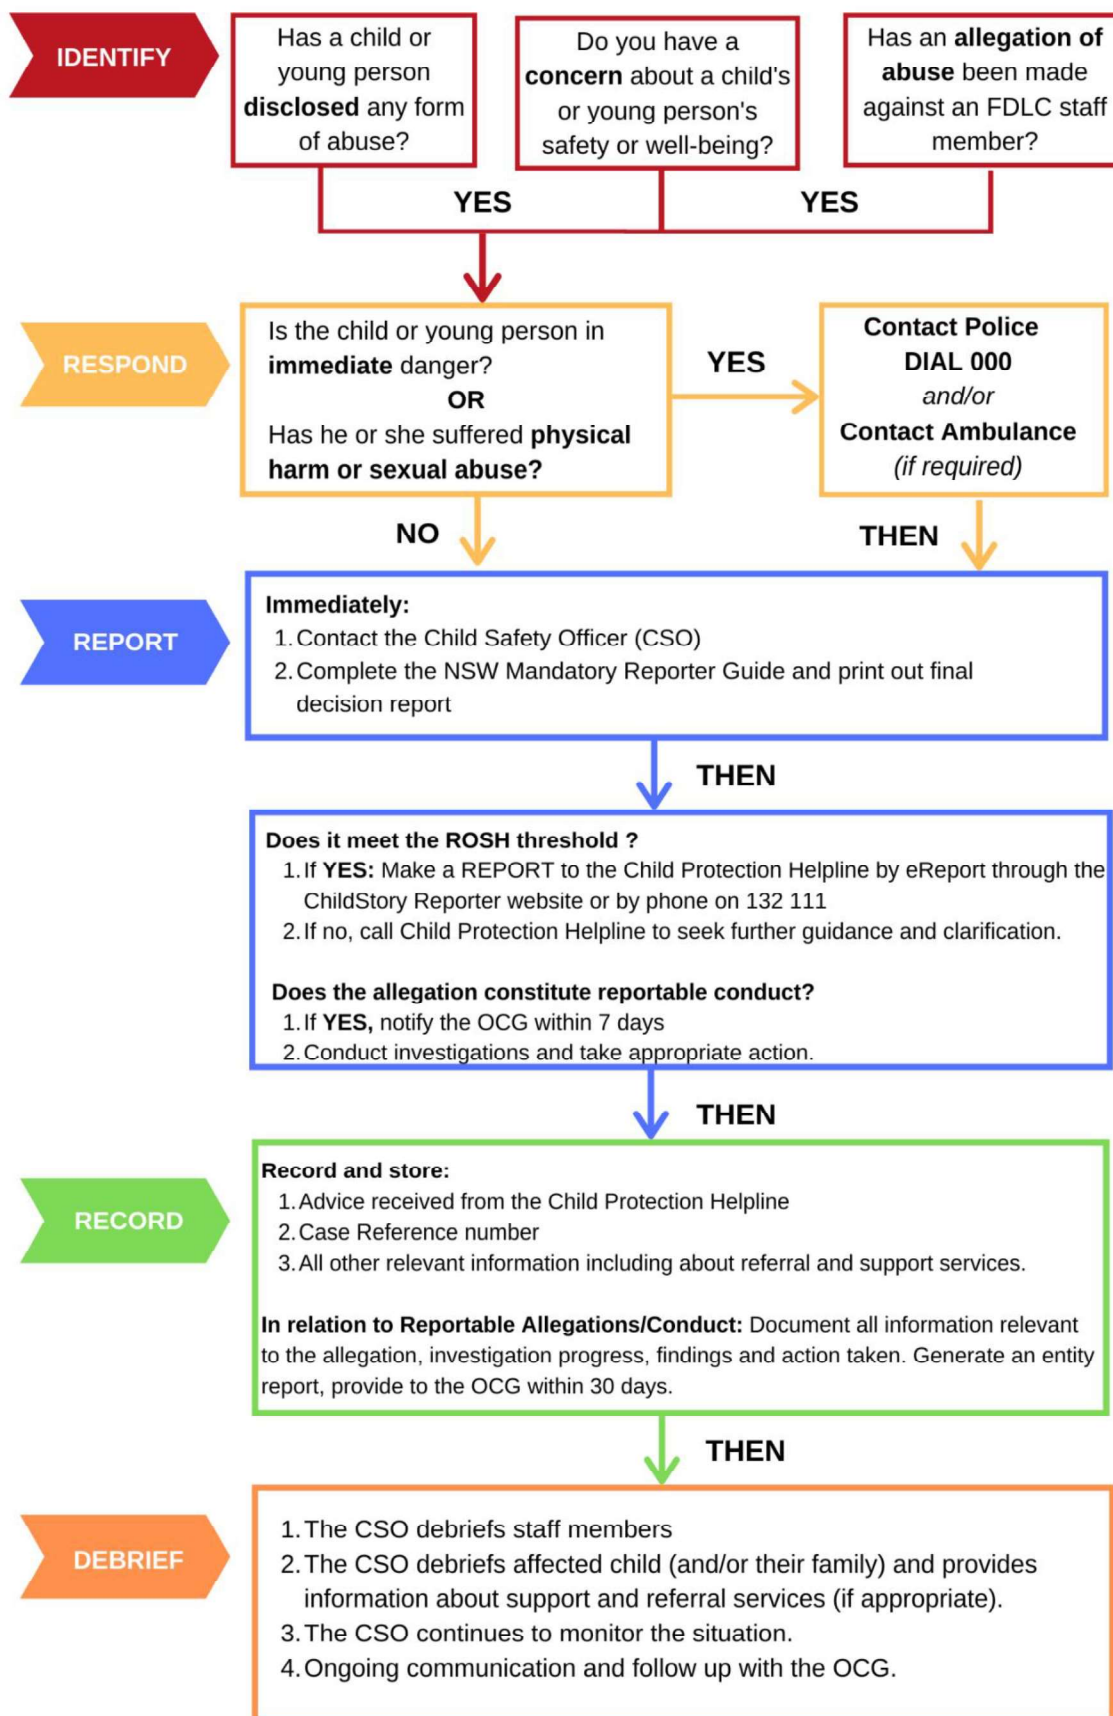 IDENTIFY
Has a child or
young person
disclosed any form
of abuse?
Do you have a
concern about a child's
or young person's
safety or well-being?
Has an allegation of
abuse been made
against an FDLC staff
member?
YES
YES
RESPOND
Is the child or young person in
immediate danger?
OR
Has he or she suffered physical
harm or sexual abuse?
YES
Contact Police
DIAL 000
and/or
Contact Ambulance
(if required)
NO
THEN
REPORT
Immediately:
1. Contact the Child Safety Officer (CSO)
2. Complete the NSW Mandatory Reporter Guide and print out final
decision report
THEN
Does it meet the ROSH threshold ?
1. If YES: Make a REPORT to the Child Protection Helpline by eReport through the
ChildStory Reporter website or by phone on 132 111
2. If no, call Child Protection Helpline to seek further guidance and clarification.
Does the allegation constitute reportable conduct?
1. If YES, notify the OCG within 7 days
2. Conduct investigations and take appropriate action.
THEN
RECORD
Record and store:
1. Advice received from the Child Protection Helpline
2. Case Reference number
3. All other relevant information including about referral and support services.
In relation to Reportable Allegations/Conduct: Document all information relevant
to the allegation, investigation progress, findings and action taken. Generate an entity
report, provide to the OCG within 30 days.
THEN
DEBRIEF
1. The CSO debriefs staff members
2. The CSO debriefs affected child (and/or their family) and provides
information about support and referral services (if appropriate).
3. The CSO continues to monitor the situation.
4. Ongoing communication and follow up with the OCG.